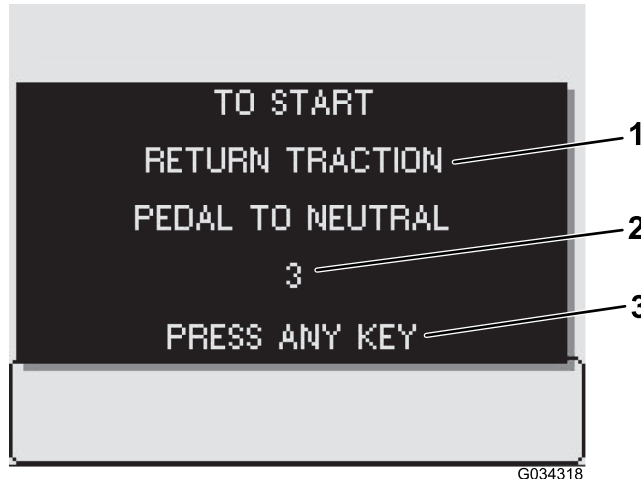 TO START
RETURN TRACTION
1
PEDAL TO NEUTRAL
2
3
PRESS ANY KEY
3
G034318